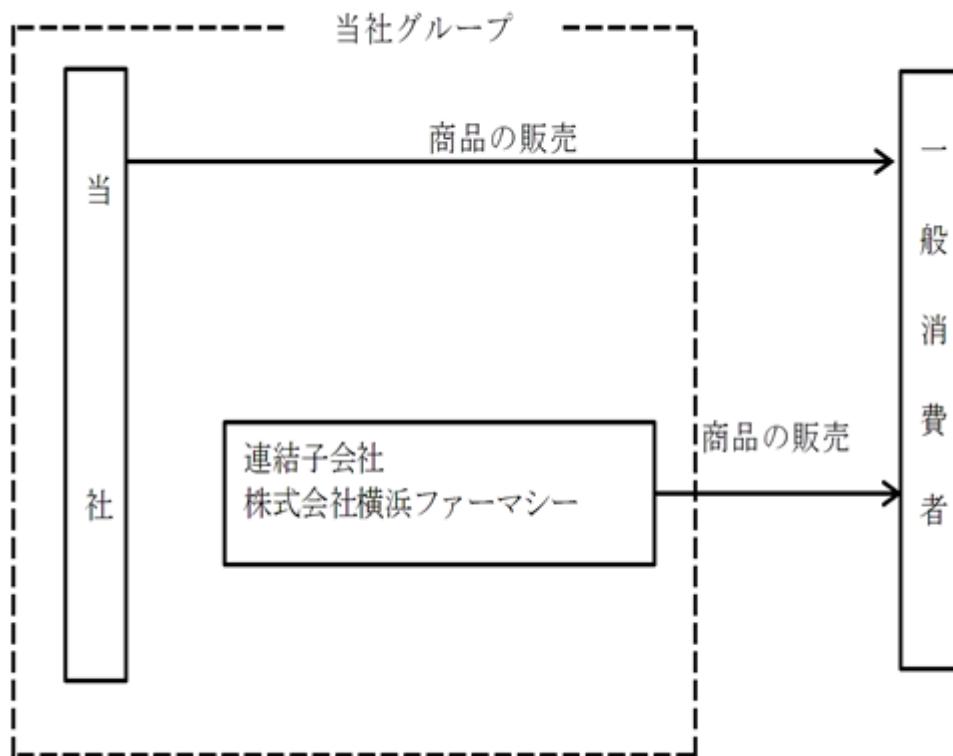 当社グループ
商品の販売
当社
一般消費者
商品の販売
連結子会社
株式会社横浜ファーマシー